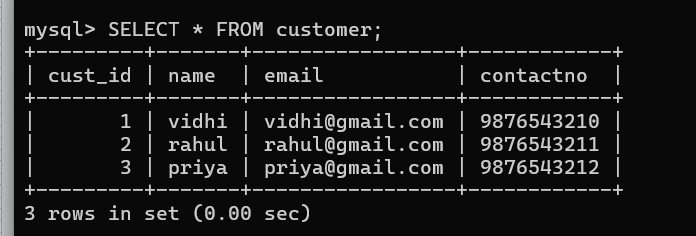 mysql> SELECT * FROM customer;
+---------+-------+-----------------+------------+
| cust_id | name  | email           | contactno  |
+---------+-------+-----------------+------------+
|       1 | vidhi | vidhi@gmail.com | 9876543210 |
|       2 | rahul | rahul@gmail.com | 9876543211 |
|       3 | priya | priya@gmail.com | 9876543212 |
+---------+-------+-----------------+------------+
3 rows in set (0.00 sec)